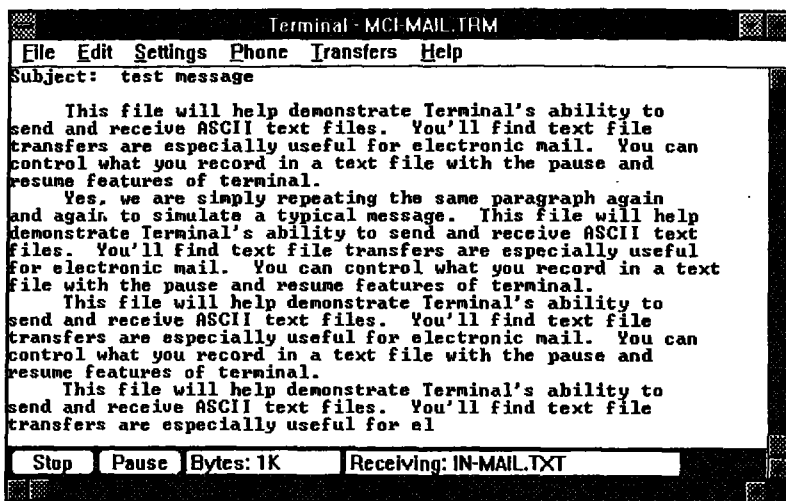 Terminal - MCI-MAIL.TRM
File Edit Settings Phone Transfers Help
Subject: test message
This file will help demonstrate Terminal's ability to
send and receive ASCII text files. You'll find text file
transfers are especially useful for electronic mail. You can
control what you record in a text file with the pause and
resume features of terminal.
Yes, we are simply repeating the same paragraph again
and again to simulate a typical message. This file will help
demonstrate Terminal's ability to send and receive ASCII text
files. You'll find text file transfers are especially useful
for electronic mail. You can control what you record in a text
file with the pause and resume features of terminal.
This file will help demonstrate Terminal's ability to
send and receive ASCII text files. You'll find text file
transfers are especially useful for electronic mail. You can
control what you record in a text file with the pause and
resume features of terminal.
This file will help demonstrate Terminal's ability to
send and receive ASCII text files. You'll find text file
transfers are especially useful for el
Stop Pause Bytes: 1K Receiving: IN-MAIL.TXT